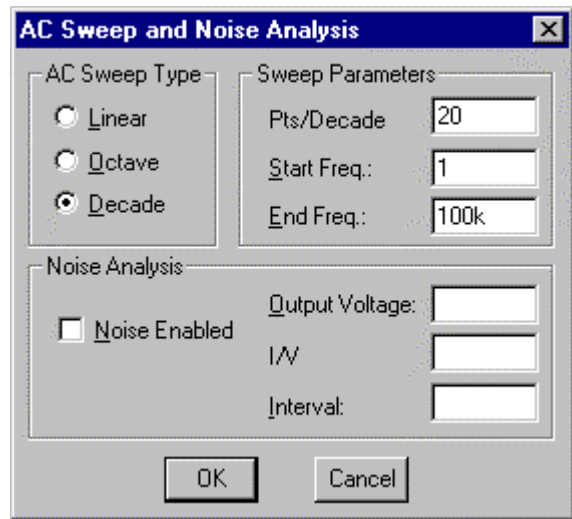 AC Sweep and Noise Analysis
AC Sweep Type
Linear
Octave
Decade
Sweep Parameters
Pts/Decade 20
Start Freq.: 1
End Freq.: 100k
Noise Analysis
Noise Enabled
Output Voltage:
I/V
Interval:
OK Cancel